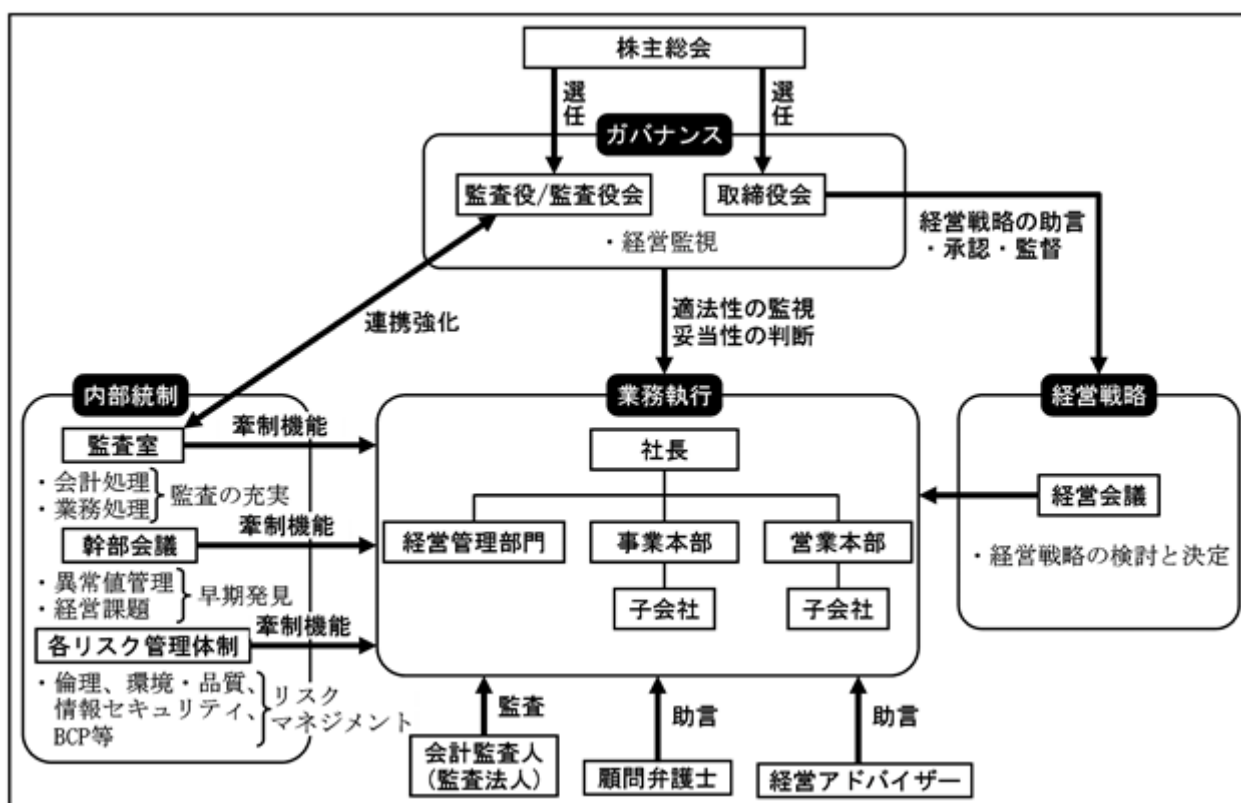 株主総会
選任
選任
ガバナンス
監査役/監査役会
取締役会
・経営監視
経営戦略の助言
・承認・監督
連携強化
適法性の監視
妥当性の判断
内部統制
監査室
牽制機能
・会計処理
・業務処理
監査の充実
幹部会議
牽制機能
・異常値管理
・経営課題
早期発見
各リスク管理体制
牽制機能
・倫理、環境・品質、
情報セキュリティ、
BCP等
リスク
マネジメント
業務執行
社長
経営管理部門
事業本部
営業本部
子会社
子会社
経営戦略
経営会議
・経営戦略の検討と決定
監査
助言
助言
会計監査人
(監査法人)
顧問弁護士
経営アドバイザー